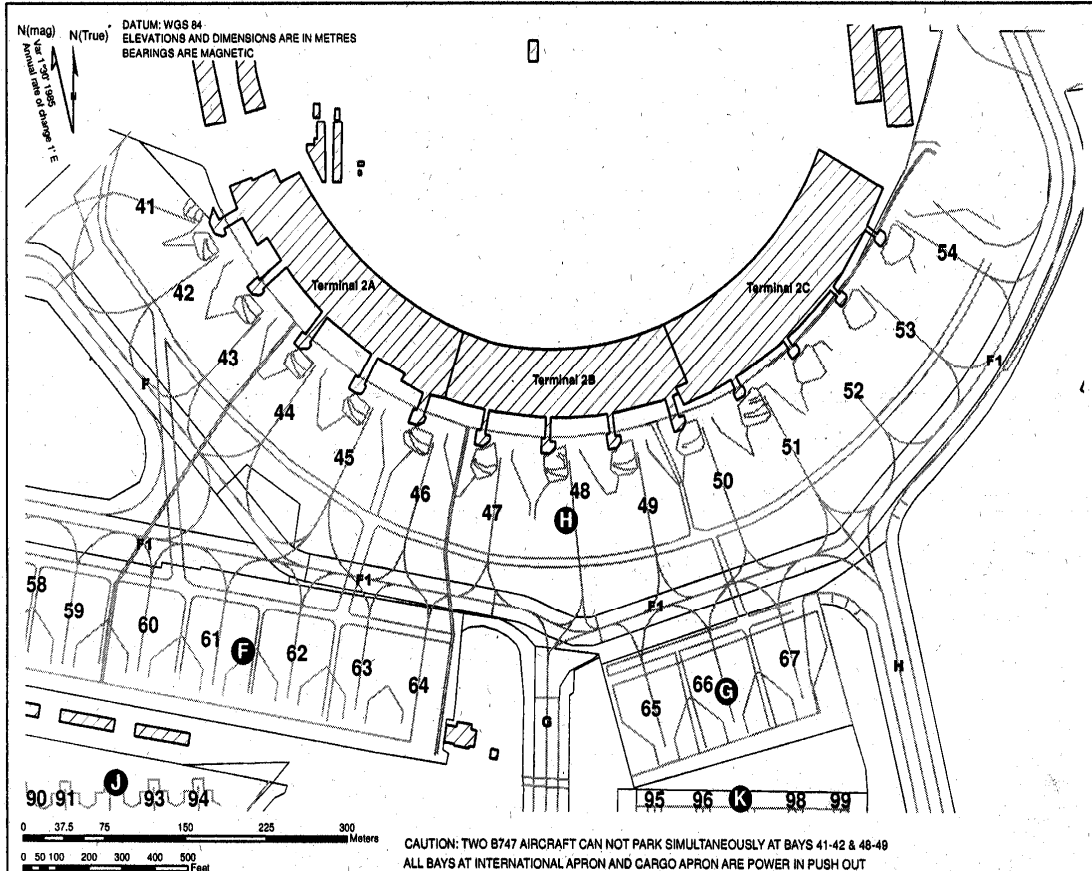 N(mag) N(True)
DATUM: WGS 84
ELEVATIONS AND DIMENSIONS ARE IN METRES
BEARINGS ARE MAGNETIC
Var 1°30' 1985
Annual rate of change 1' E
41
42
43
44
45
46
47
48
49
50
51
52
53
54
Terminal 2A
Terminal 2B
Terminal 2C
F
F1
F1
F1
F1
H
H
G
58
59
60
61
F
62
63
64
65
66
G
67
J
90 91 93 94
95 96 K 98 99
0 37.5 75 150 225 300 Meters
0 50 100 200 300 400 500 Feet
CAUTION: TWO B747 AIRCRAFT CAN NOT PARK SIMULTANEOUSLY AT BAYS 41-42 & 48-49
ALL BAYS AT INTERNATIONAL APRON AND CARGO APRON ARE POWER IN PUSH OUT